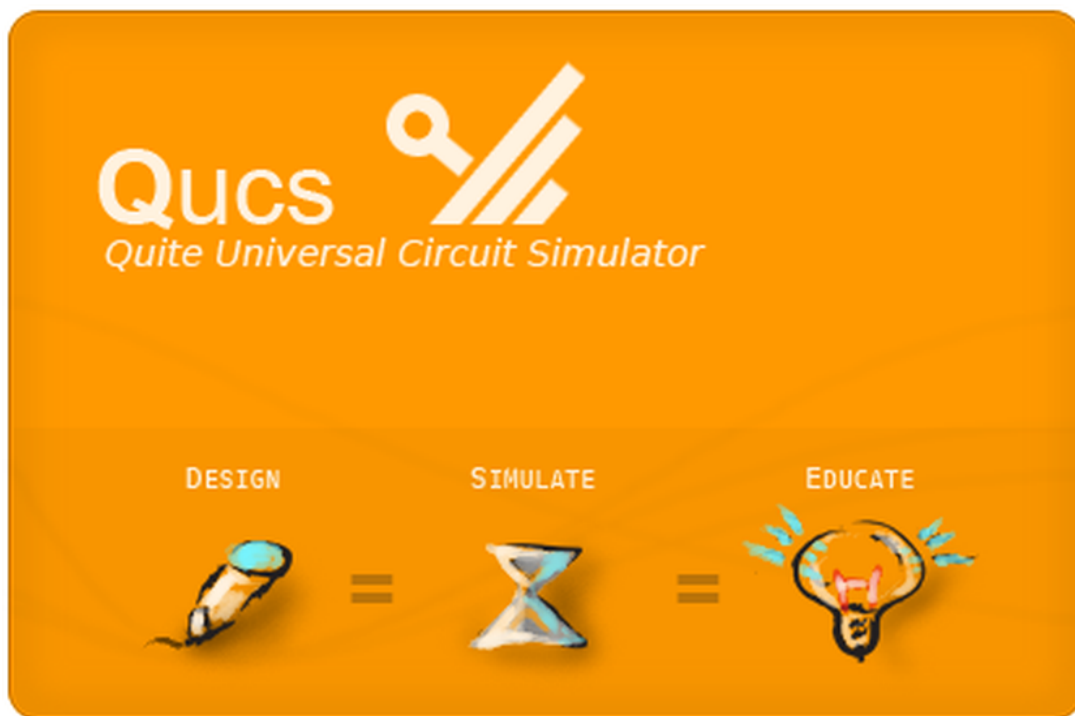 Qucs
Quite Universal Circuit Simulator
DESIGN SIMULATE EDUCATE
= =